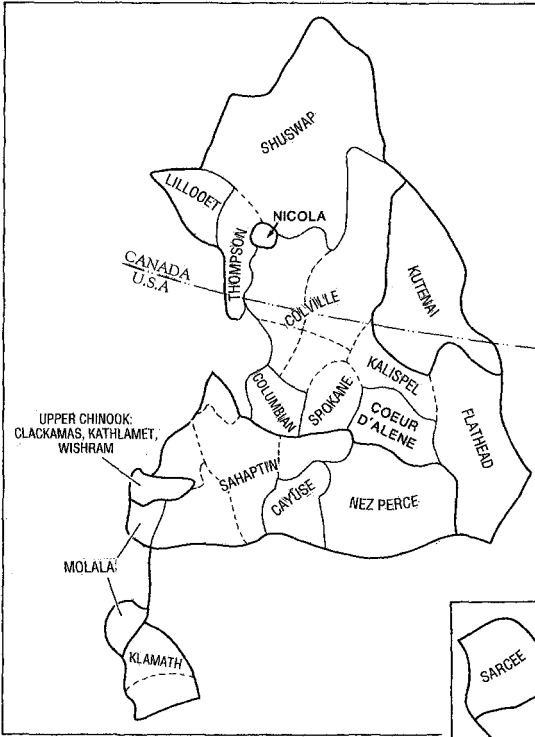 SHUSWAP
LILLOOET
NICOLA
THOMPSON
CANADA
U.S.A
COLVILLE
KUTENAI
KALISPEL
COLUMBIAN
SPOKANE
COEUR
D'ALENE
FLATHEAD
UPPER CHINOOK:
CLACKAMAS, KATHLAMET,
WISHRAM
SAHAPTIN
CAYUSE
NEZ PERCE
MOLALA
KLAMATH
SARCEE